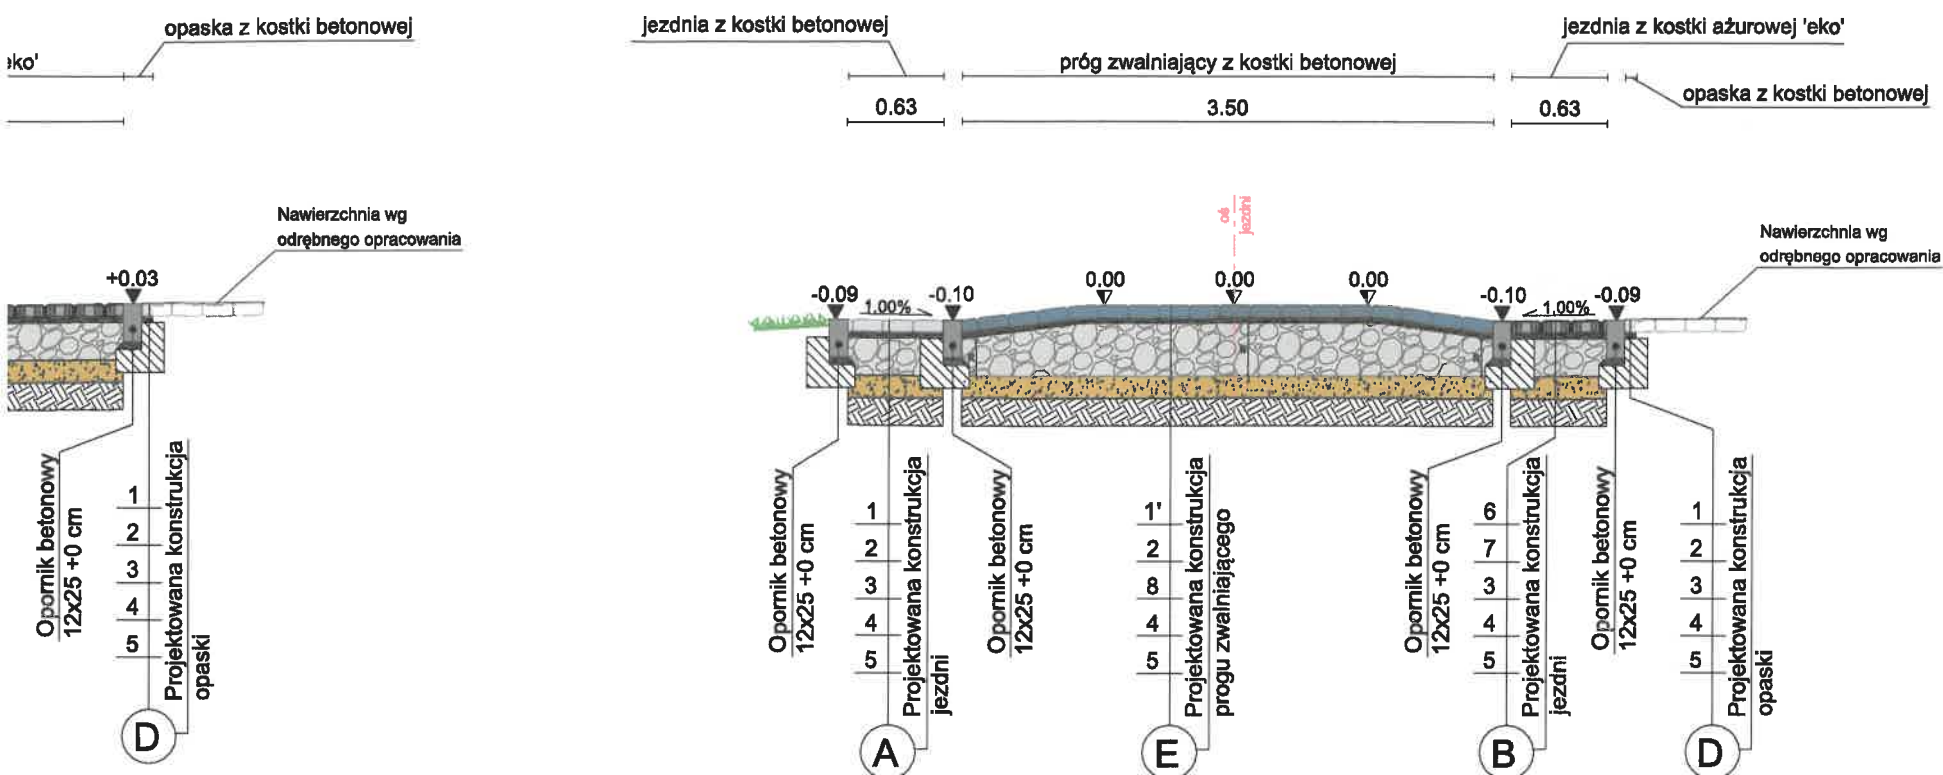 opaska z kostki betonowej
jezdnia z kostki betonowej
jezdnia z kostki ażurowej 'eko'
eko'
próg zwalniający z kostki betonowej
opaska z kostki betonowej
0.63
3.50
0.63
Nawierzchnia wg
odrębnego opracowania
oś
jezdni
Nawierzchnia wg
odrębnego opracowania
+0.03
-0.09
1.00%
-0.10
0.00
0.00
0.00
-0.10
1.00%
-0.09
Opornik betonowy
12x25 +0 cm
1
2
3
4
5
Projektowana konstrukcja
opaski
D
Opornik betonowy
12x25 +0 cm
1
2
3
4
5
Projektowana konstrukcja
jezdni
A
Opornik betonowy
12x25 +0 cm
1'
2
8
4
5
Projektowana konstrukcja
progu zwalniającego
E
Opornik betonowy
12x25 +0 cm
6
7
3
4
5
Projektowana konstrukcja
jezdni
B
Opornik betonowy
12x25 +0 cm
1
2
3
4
5
Projektowana konstrukcja
opaski
D